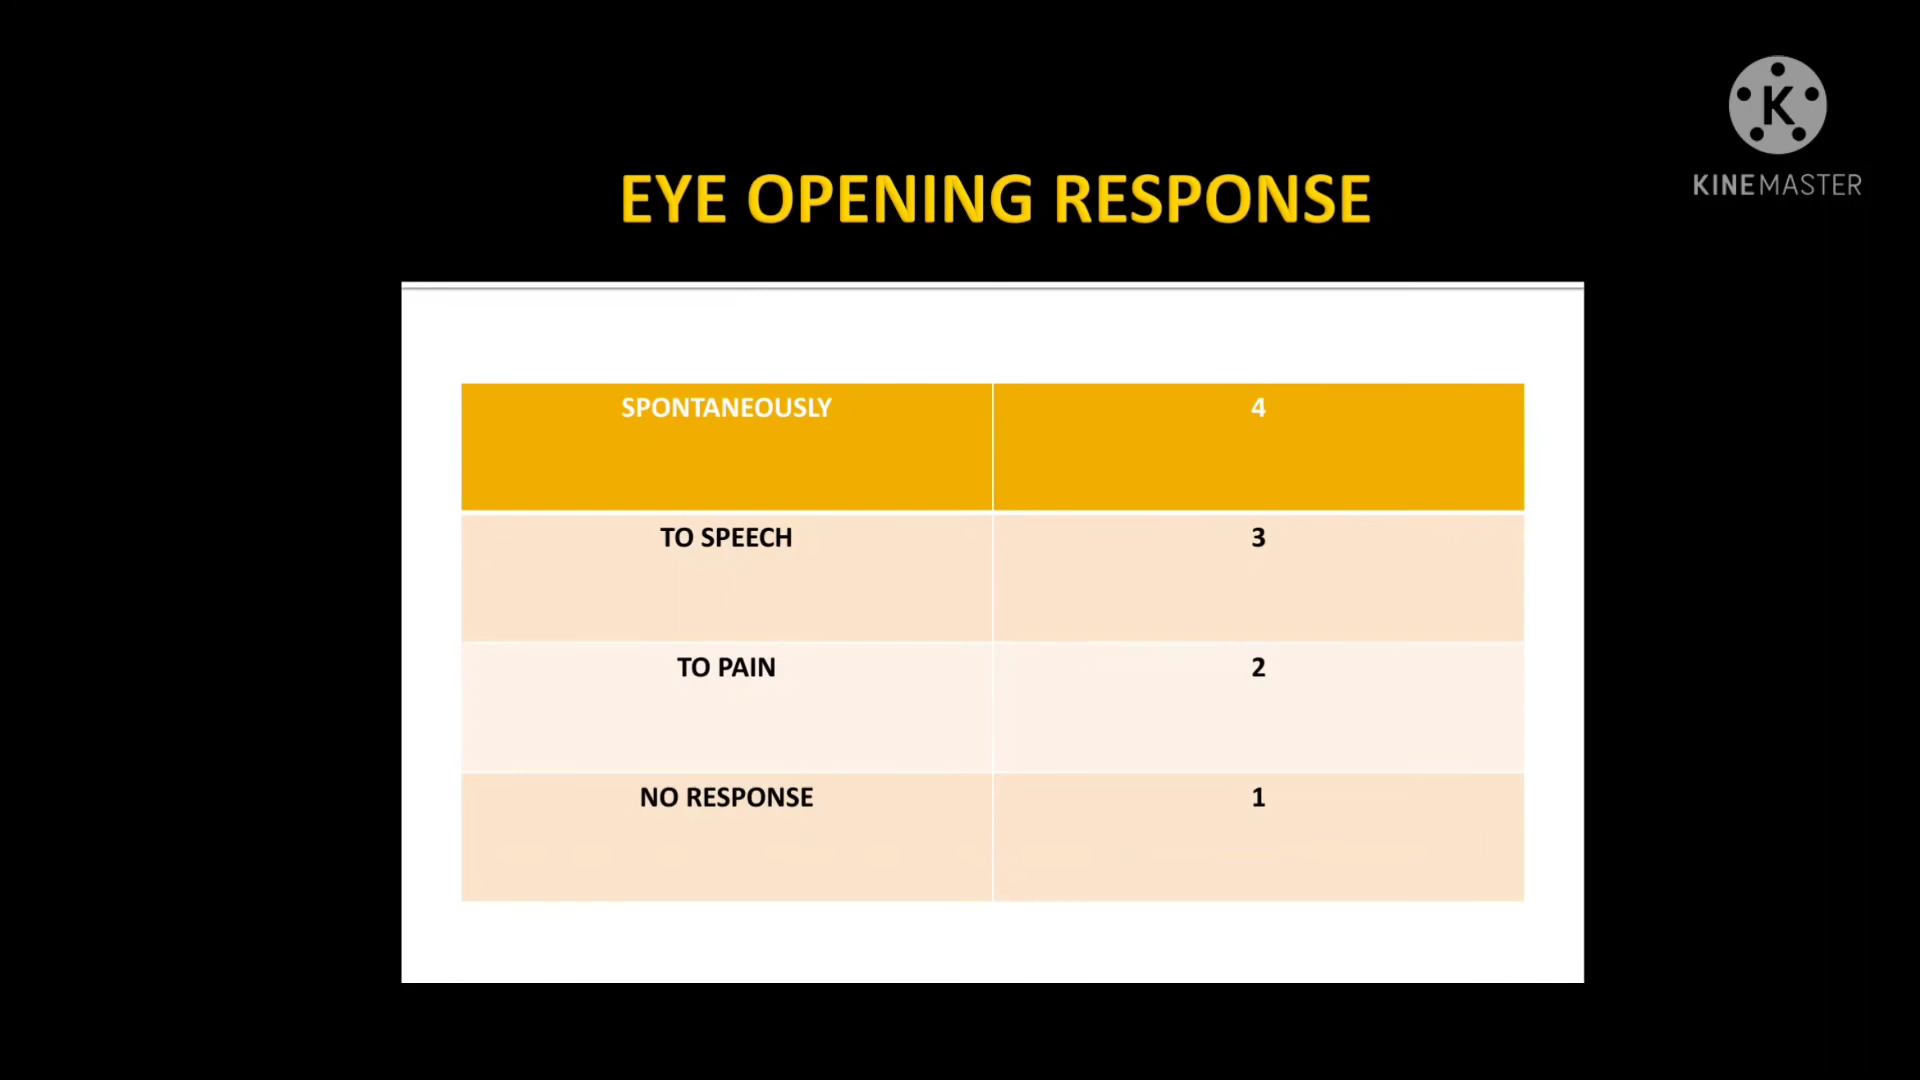 K
KINEMASTER
EYE OPENING RESPONSE
SPONTANEOUSLY 4
TO SPEECH 3
TO PAIN 2
NO RESPONSE 1